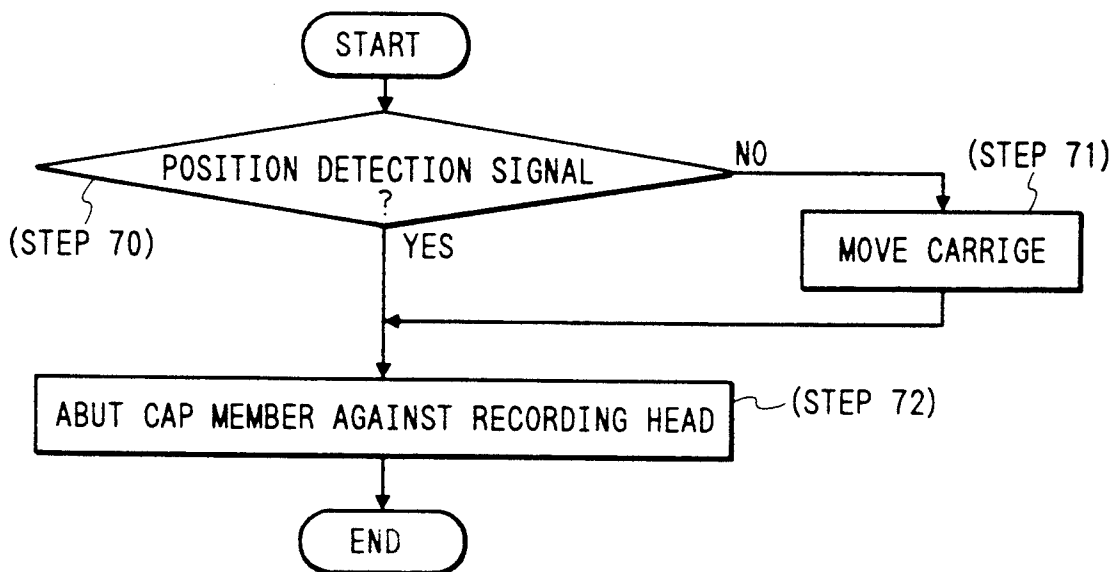 START
POSITION DETECTION SIGNAL
?
NO
(STEP 71)
(STEP 70)
YES
MOVE CARRIGE
ABUT CAP MEMBER AGAINST RECORDING HEAD
(STEP 72)
END